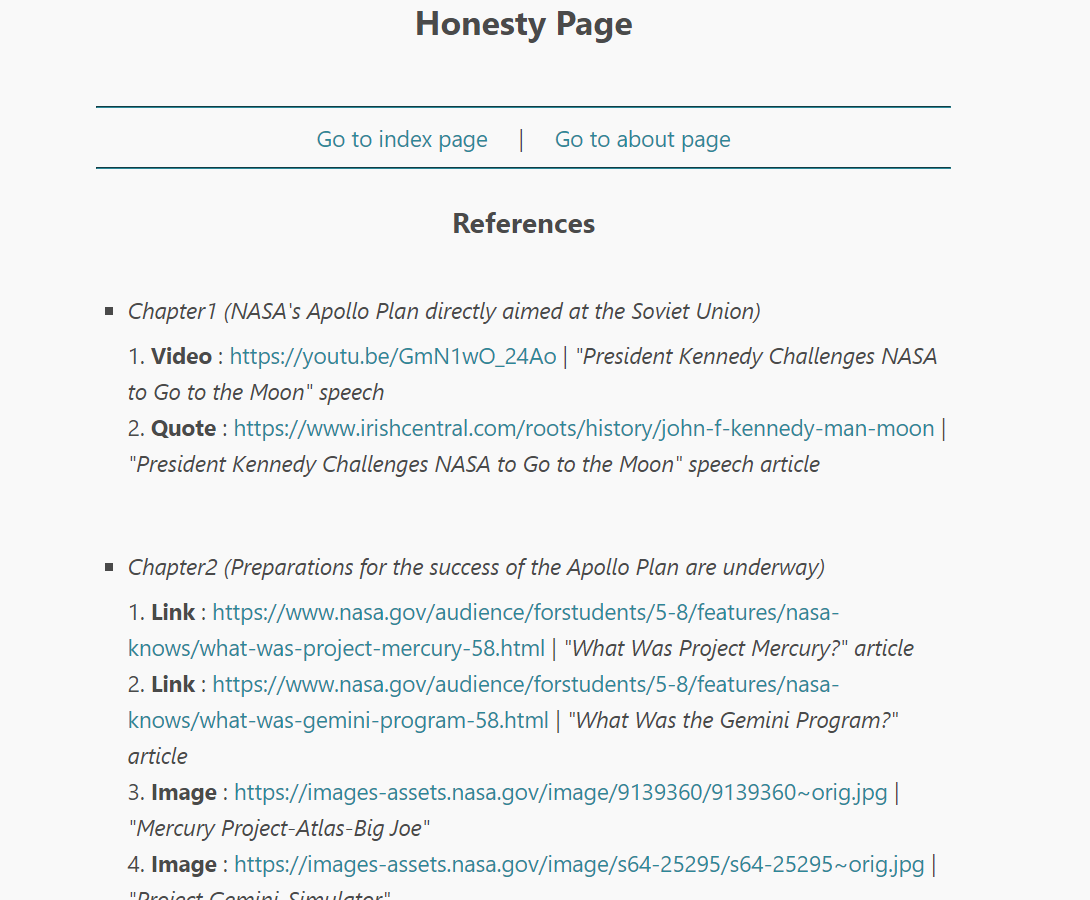 Honesty Page
Go to index page | Go to about page
References
Chapter1 (NASA's Apollo Plan directly aimed at the Soviet Union)
1. Video : https://youtu.be/GmN1wO_24Ao | "President Kennedy Challenges NASA
to Go to the Moon" speech
2. Quote : https://www.irishcentral.com/roots/history/john-f-kennedy-man-moon |
"President Kennedy Challenges NASA to Go to the Moon" speech article
Chapter2 (Preparations for the success of the Apollo Plan are underway)
1. Link : https://www.nasa.gov/audience/forstudents/5-8/features/nasa-
knows/what-was-project-mercury-58.html | "What Was Project Mercury?" article
2. Link : https://www.nasa.gov/audience/forstudents/5-8/features/nasa-
knows/what-was-gemini-program-58.html | "What Was the Gemini Program?"
article
3. Image : https://images-assets.nasa.gov/image/9139360/9139360~orig.jpg |
"Mercury Project-Atlas-Big Joe"
4. Image : https://images-assets.nasa.gov/image/s64-25295/s64-25295~orig.jpg |
"Project Gemini-Simulator"